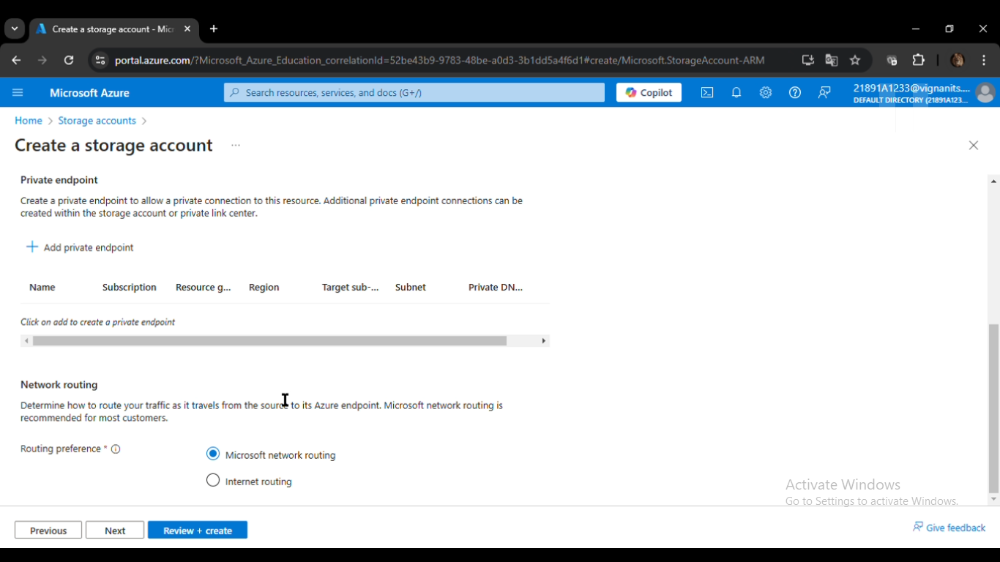 Create a storage account - Mic
portal.azure.com/?Microsoft_Azure_Education_correlationId=52be43b9-9783-48be-a0d3-3b1dd5a4f6d1#create/Microsoft.StorageAccount-ARM
Microsoft Azure
Search resources, services, and docs (G+/)
Copilot
21891A1233@vignanits....
DEFAULT DIRECTORY (21891A123...
Home > Storage accounts >
Create a storage account ...
Private endpoint
Create a private endpoint to allow a private connection to this resource. Additional private endpoint connections can be
created within the storage account or private link center.
+ Add private endpoint
Name Subscription Resource g... Region Target sub-... Subnet Private DN...
Click on add to create a private endpoint
Network routing
Determine how to route your traffic as it travels from the source to its Azure endpoint. Microsoft network routing is
recommended for most customers.
Routing preference *
Microsoft network routing
Internet routing
Activate Windows
Go to Settings to activate Windows.
Previous Next Review + create Give feedback